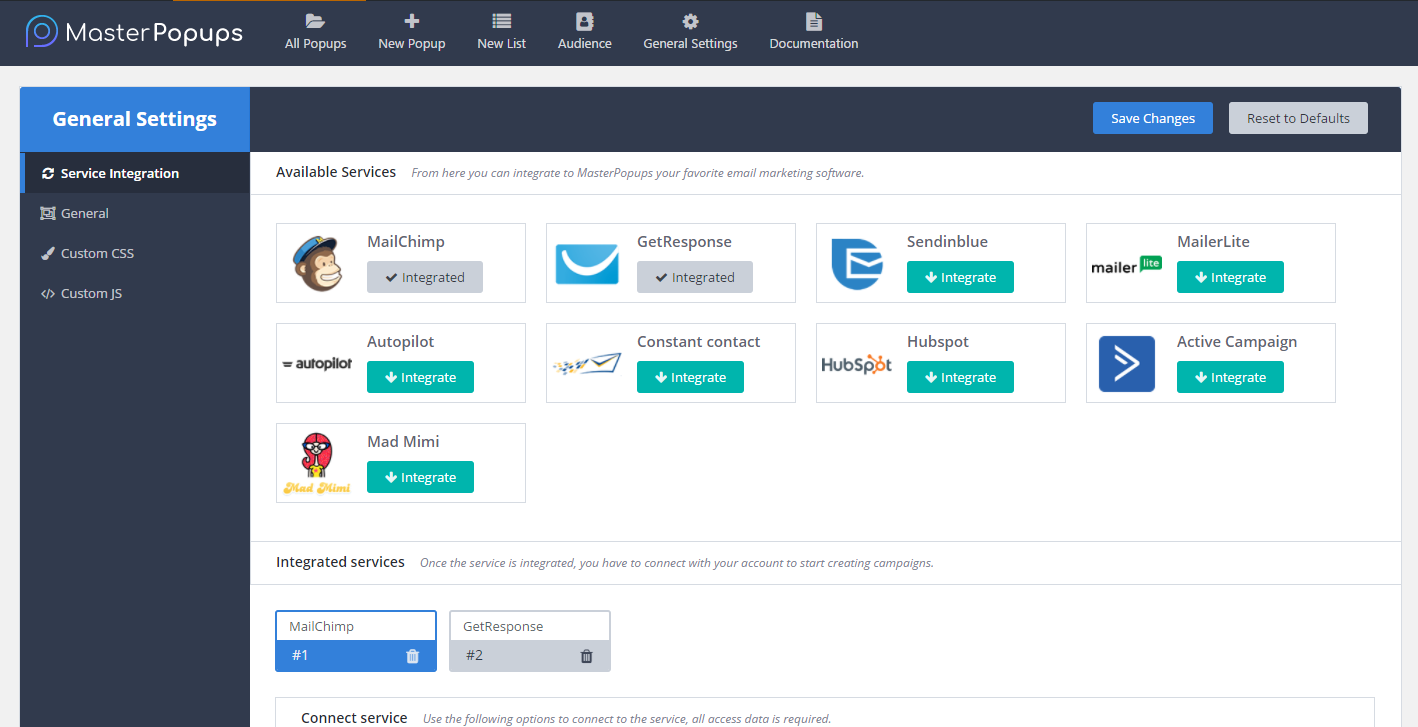 MasterPopups
All Popups
New Popup
New List
Audience
General Settings
Documentation
General Settings
Save Changes
Reset to Defaults
Service Integration
General
Custom CSS
Custom JS
Available Services From here you can integrate to MasterPopups your favorite email marketing software.
MailChimp
Integrated
GetResponse
Integrated
Sendinblue
Integrate
mailer lite
MailerLite
Integrate
autopilot
Autopilot
Integrate
Constant contact
Integrate
HubSpot
Hubspot
Integrate
Active Campaign
Integrate
Mad Mimi
Mad Mimi
Integrate
Integrated services Once the service is integrated, you have to connect with your account to start creating campaigns.
MailChimp
#1
GetResponse
#2
Connect service Use the following options to connect to the service, all access data is required.